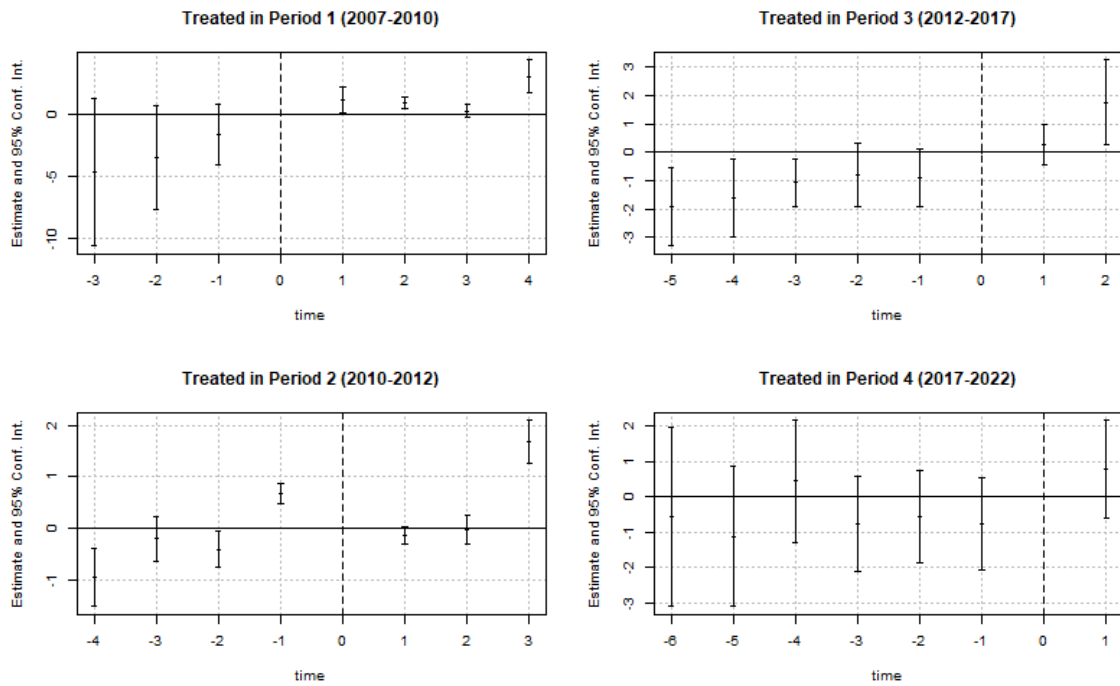 Treated in Period 1 (2007-2010)
Estimate and 95% Conf. Int.
0
-5
-10
-3 -2 -1 0 1 2 3 4
time
Treated in Period 3 (2012-2017)
Estimate and 95% Conf. Int.
3
2
1
0
-1
-2
-3
-5 -4 -3 -2 -1 0 1 2
time
Treated in Period 2 (2010-2012)
Estimate and 95% Conf. Int.
2
1
0
-1
-4 -3 -2 -1 0 1 2 3
time
Treated in Period 4 (2017-2022)
Estimate and 95% Conf. Int.
2
1
0
-1
-2
-3
-6 -5 -4 -3 -2 -1 0 1
time